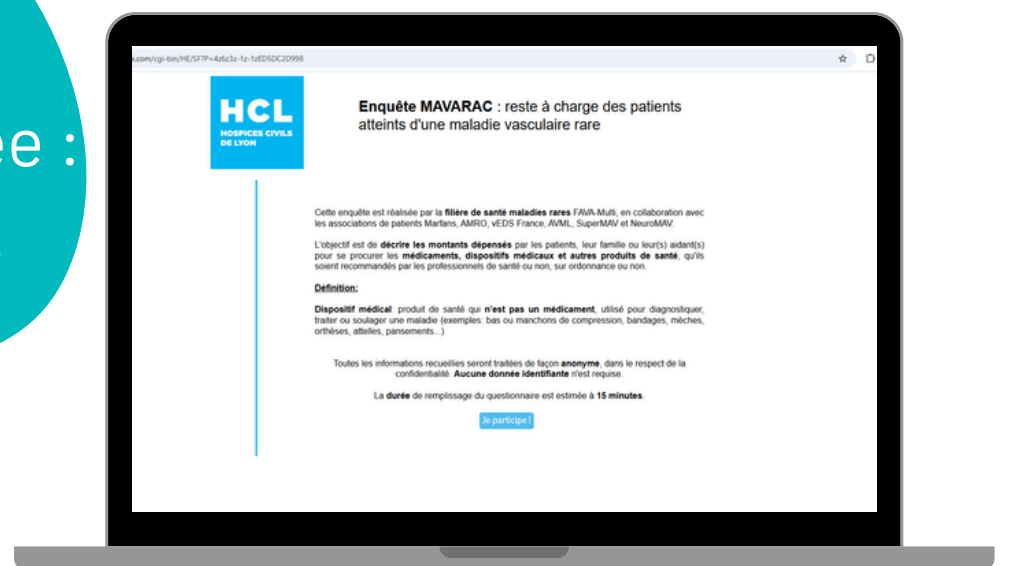 ee :
s.com/cgi-bin/HE/SF?P=4z6z3z-1z-1zEDSDC2D998
HCL
HOSPICES CIVILS
DE LYON
Enquête MAVARAC : reste à charge des patients
atteints d'une maladie vasculaire rare
Cette enquête est réalisée par la filière de santé maladies rares FAVA-Multi, en collaboration avec
les associations de patients Marfans, AMRO, vEDS France, AVML, SuperMAV et NeuroMAV.
L'objectif est de décrire les montants dépensés par les patients, leur famille ou leur(s) aidant(s)
pour se procurer les médicaments, dispositifs médicaux et autres produits de santé, qu'ils
soient recommandés par les professionnels de santé ou non, sur ordonnance ou non.
Définition:
Dispositif médical: produit de santé qui n'est pas un médicament, utilisé pour diagnostiquer,
traiter ou soulager une maladie (exemples: bas ou manchons de compression, bandages, mèches,
orthèses, attelles, pansements...)
Toutes les informations recueillies seront traitées de façon anonyme, dans le respect de la
confidentialité. Aucune donnée identifiante n'est requise.
La durée de remplissage du questionnaire est estimée à 15 minutes.
Je participe !